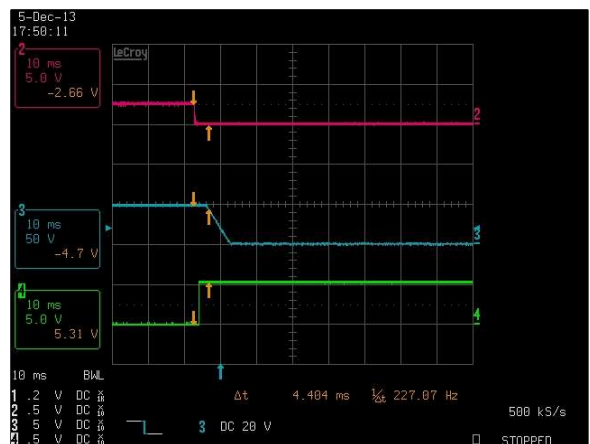 5-Dec-13
17:50:11
LeCroy
2
10 ms
5.0 V
-2.66 V
2
3
10 ms
50 V
-4.7 V
3
4
10 ms
5.0 V
5.31 V
4
10 ms BWL
1 .2 V DC
2 .5 V DC
3 5 V DC
4 .5 V DC
Δt 4.404 ms 1/Δt 227.07 Hz
3 DC 20 V
500 kS/s
STOPPED